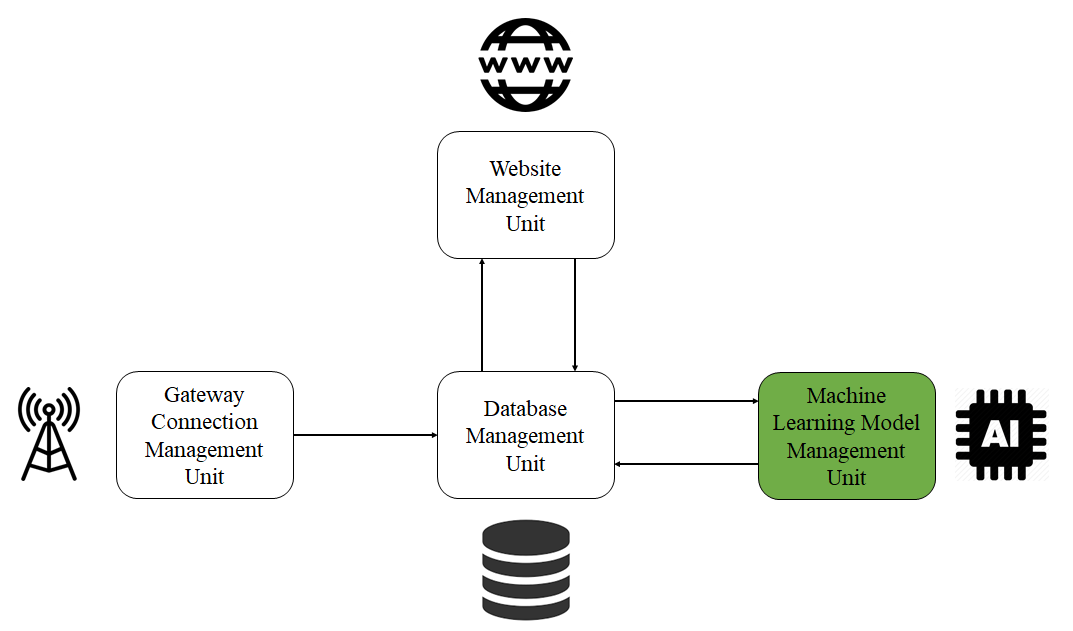 WWW
Website
Management
Unit
Gateway
Connection
Management
Unit
Database
Management
Unit
Machine
Learning Model
Management
Unit
AI